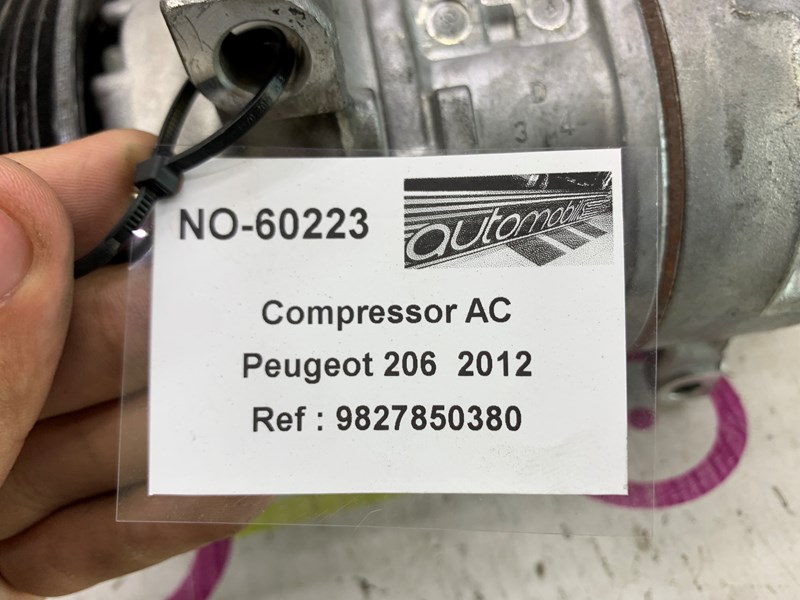 NO-60223
automobile
Compressor AC
Peugeot 206 2012
Ref : 9827850380